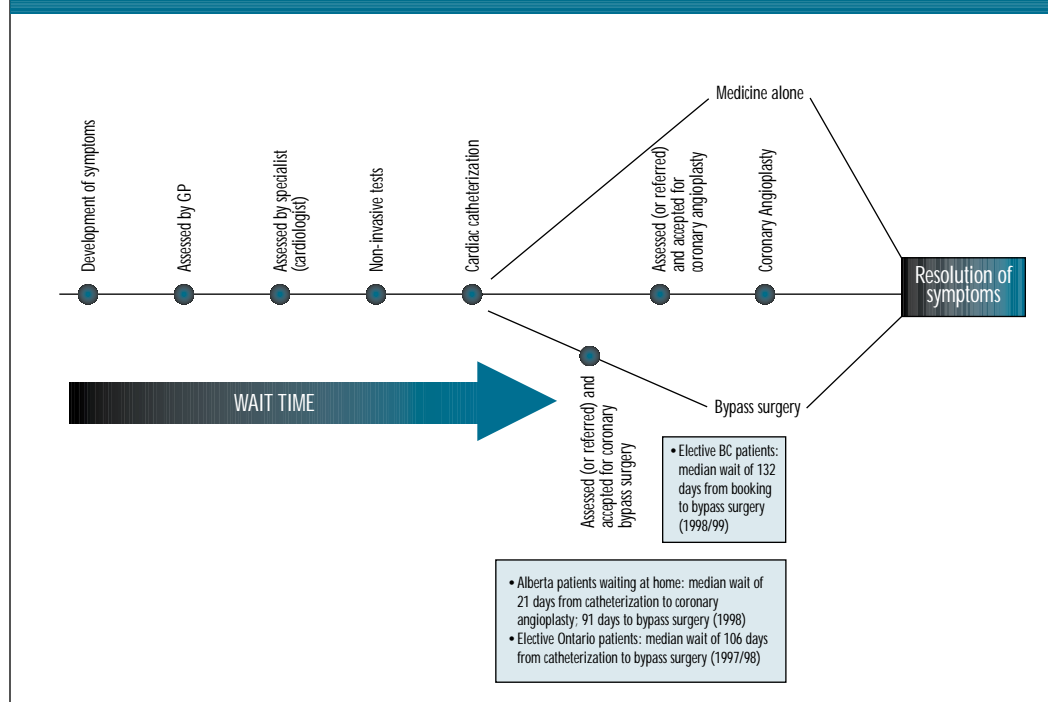 Development of symptoms
Assessed by GP
Assessed by specialist
(cardiologist)
Non-invasive tests
Cardiac catheterization
Medicine alone
Assessed (or referred)
and accepted for
coronary angioplasty
Coronary Angioplasty
Resolution of
symptoms
WAIT TIME
Assessed (or referred) and
accepted for coronary
bypass surgery
Bypass surgery
• Elective BC patients:
median wait of 132
days from booking
to bypass surgery
(1998/99)
• Alberta patients waiting at home: median wait of
21 days from catheterization to coronary
angioplasty; 91 days to bypass surgery (1998)
• Elective Ontario patients: median wait of 106 days
from catheterization to bypass surgery (1997/98)